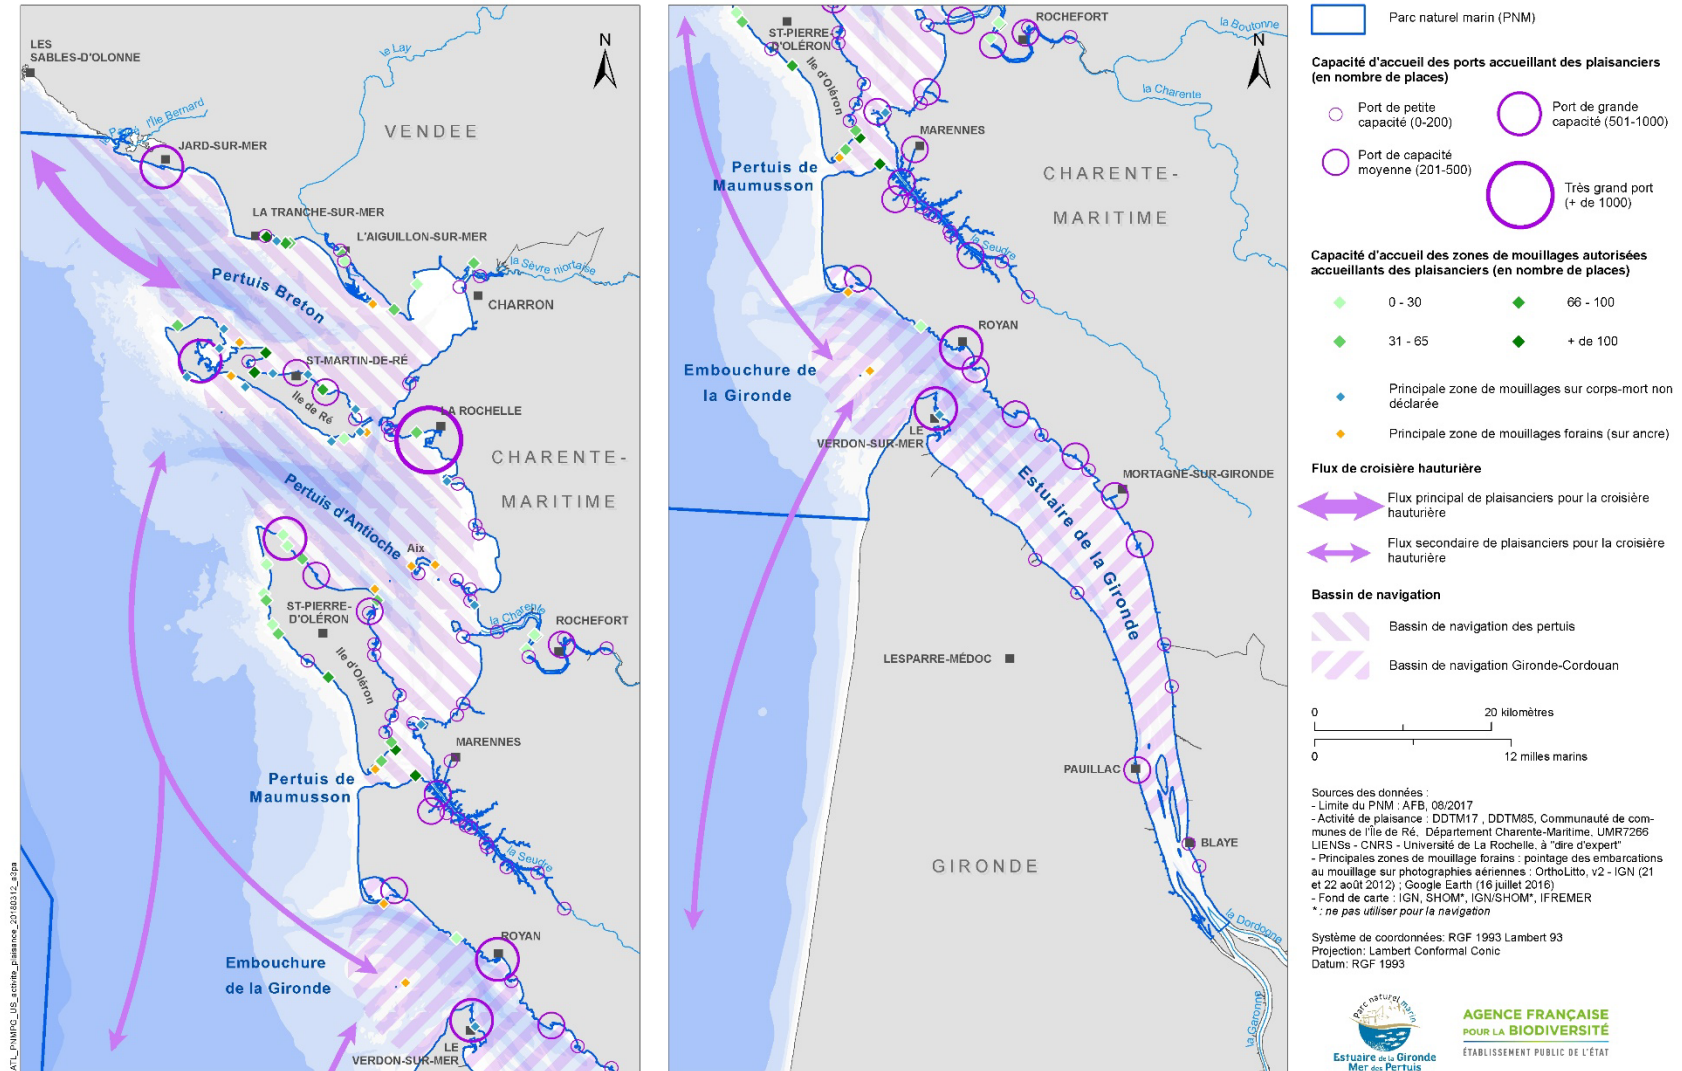 LES
SABLES-D'OLONNE
le Lay
l'Ile Bernard
VENDEE
JARD-SUR-MER
LA TRANCHE-SUR-MER
L'AIGUILLON-SUR-MER
la Sèvre niortaise
Pertuis Breton
CHARRON
ST-MARTIN-DE-RÉ
Ile de Ré
LA ROCHELLE
CHARENTE-
MARITIME
Pertuis d'Antioche
Aix
ST-PIERRE-
D'OLÉRON
la Charente
ROCHEFORT
Ile d'Oléron
MARENNES
Pertuis de
Maumusson
la Seudre
ROYAN
Embouchure
de la Gironde
LE
VERDON-SUR-MER
N
ROCHEFORT
la Boutonne
ST-PIERRE-
D'OLÉRON
N
Ile d'Oléron
la Charente
MARENNES
Pertuis de
Maumusson
CHARENTE-
MARITIME
la Seudre
ROYAN
Embouchure de
la Gironde
LE
VERDON-SUR-MER
MORTAGNE-SUR-GIRONDE
Estuaire de la Gironde
LESPARRE-MÉDOC
PAUILLAC
BLAYE
GIRONDE
la Dordogne
la Garonne
Parc naturel marin (PNM)
Capacité d'accueil des ports accueillant des plaisanciers
(en nombre de places)
Port de petite
capacité (0-200)
Port de grande
capacité (501-1000)
Port de capacité
moyenne (201-500)
Très grand port
(+ de 1000)
Capacité d'accueil des zones de mouillages autorisées
accueillants des plaisanciers (en nombre de places)
0 - 30
66 - 100
31 - 65
+ de 100
Principale zone de mouillages sur corps-mort non
déclarée
Principale zone de mouillages forains (sur ancre)
Flux de croisière hauturière
Flux principal de plaisanciers pour la croisière
hauturière
Flux secondaire de plaisanciers pour la croisière
hauturière
Bassin de navigation
Bassin de navigation des pertuis
Bassin de navigation Gironde-Cordouan
0 20 kilomètres
0 12 milles marins
Sources des données :
- Limite du PNM : AFB, 08/2017
- Activité de plaisance : DDTM17 , DDTM85, Communauté de com-
munes de l'Île de Ré, Département Charente-Maritime, UMR7266
LIENSs - CNRS - Université de La Rochelle, à "dire d'expert"
- Principales zones de mouillage forains : pointage des embarcations
au mouillage sur photographies aériennes : OrthoLitto, v2 - IGN (21
et 22 août 2012) ; Google Earth (16 juillet 2016)
- Fond de carte : IGN, SHOM*, IGN/SHOM*, IFREMER
* : ne pas utiliser pour la navigation
Système de coordonnées: RGF 1993 Lambert 93
Projection: Lambert Conformal Conic
Datum: RGF 1993
Parc naturel marin
Estuaire de la Gironde
Mer des Pertuis
AGENCE FRANÇAISE
POUR LA BIODIVERSITÉ
ÉTABLISSEMENT PUBLIC DE L'ÉTAT
ATL_PNMPG_US_activite_plaisance_20180312_a3pa